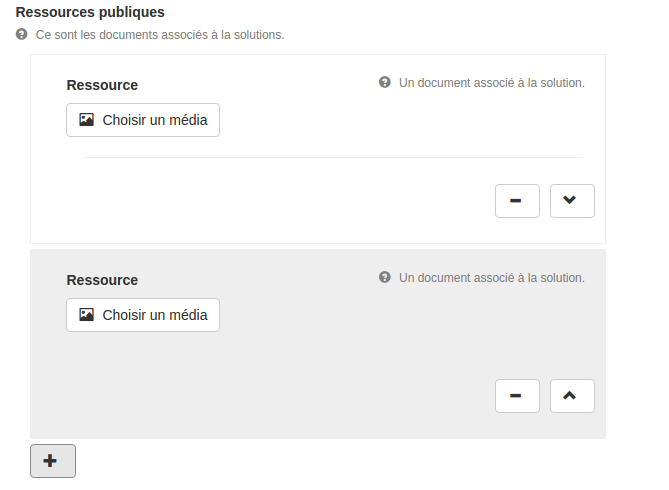 Ressources publiques
Ce sont les documents associés à la solutions.
Ressource
Un document associé à la solution.
Choisir un média
Ressource
Un document associé à la solution.
Choisir un média